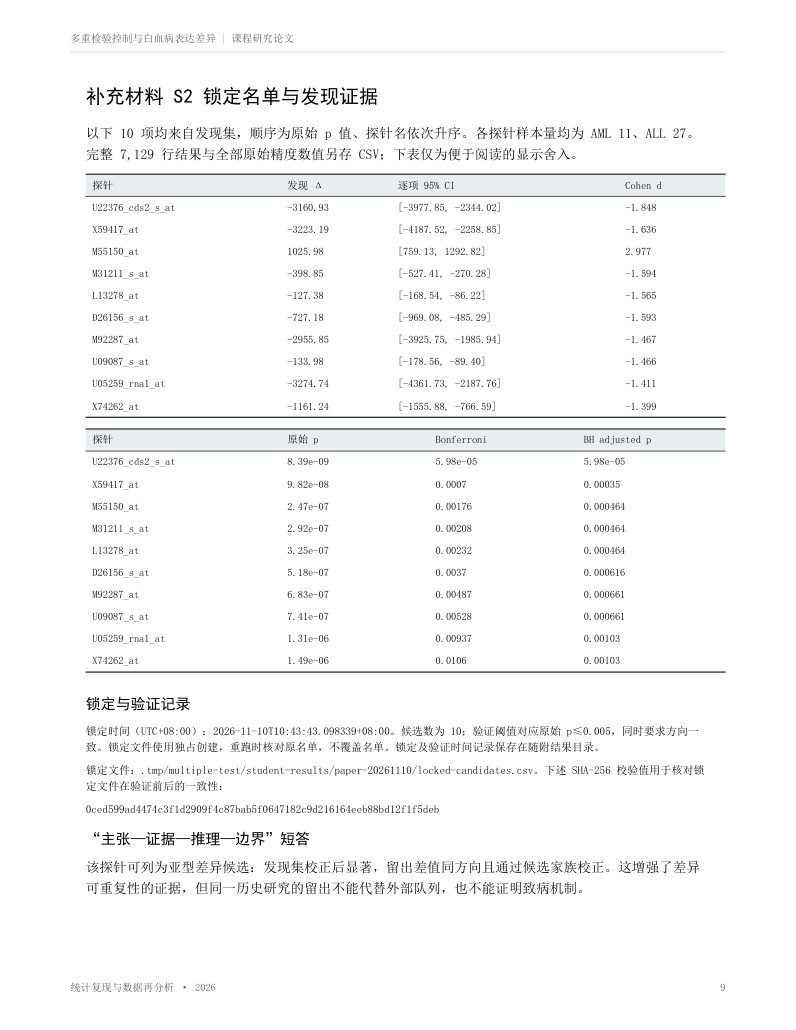 多重检验控制与白血病表达差异 | 课程研究论文
补充材料 S2 锁定名单与发现证据
以下 10 项均来自发现集，顺序为原始 p 值、探针名依次升序。各探针样本量均为 AML 11、ALL 27。
完整 7,129 行结果与全部原始精度数值另存 CSV；下表仅为便于阅读的显示舍入。
探针 发现 Δ 逐项 95% CI Cohen d
U22376_cds2_s_at -3160.93 [-3977.85, -2344.02] -1.848
X59417_at -3223.19 [-4187.52, -2258.85] -1.636
M55150_at 1025.98 [759.13, 1292.82] 2.977
M31211_s_at -398.85 [-527.41, -270.28] -1.594
L13278_at -127.38 [-168.54, -86.22] -1.565
D26156_s_at -727.18 [-969.08, -485.29] -1.593
M92287_at -2955.85 [-3925.75, -1985.94] -1.467
U09087_s_at -133.98 [-178.56, -89.40] -1.466
U05259_rna1_at -3274.74 [-4361.73, -2187.76] -1.411
X74262_at -1161.24 [-1555.88, -766.59] -1.399
探针 原始 p Bonferroni BH adjusted p
U22376_cds2_s_at 8.39e-09 5.98e-05 5.98e-05
X59417_at 9.82e-08 0.0007 0.00035
M55150_at 2.47e-07 0.00176 0.000464
M31211_s_at 2.92e-07 0.00208 0.000464
L13278_at 3.25e-07 0.00232 0.000464
D26156_s_at 5.18e-07 0.0037 0.000616
M92287_at 6.83e-07 0.00487 0.000661
U09087_s_at 7.41e-07 0.00528 0.000661
U05259_rna1_at 1.31e-06 0.00937 0.00103
X74262_at 1.49e-06 0.0106 0.00103
锁定与验证记录
锁定时间（UTC+08:00）：2026-11-10T10:43:43.098339+08:00。候选数为 10；验证阈值对应原始 p≤0.005，同时要求方向一
致。锁定文件使用独占创建，重跑时核对原名单，不覆盖名单。锁定及验证时间记录保存在随附结果目录。
锁定文件：.tmp/multiple-test/student-results/paper-20261110/locked-candidates.csv。下述 SHA-256 校验值用于核对锁
定文件在验证前后的一致性：
0ced599ad4474c3f1d2909f4c87bab5f0647182c9d216164eeb88bd12f1f5deb
“主张—证据—推理—边界”短答
该探针可列为亚型差异候选：发现集校正后显著，留出差值同方向且通过候选家族校正。这增强了差异
可重复性的证据，但同一历史研究的留出不能代替外部队列，也不能证明致病机制。
统计复现与数据再分析 • 2026 9